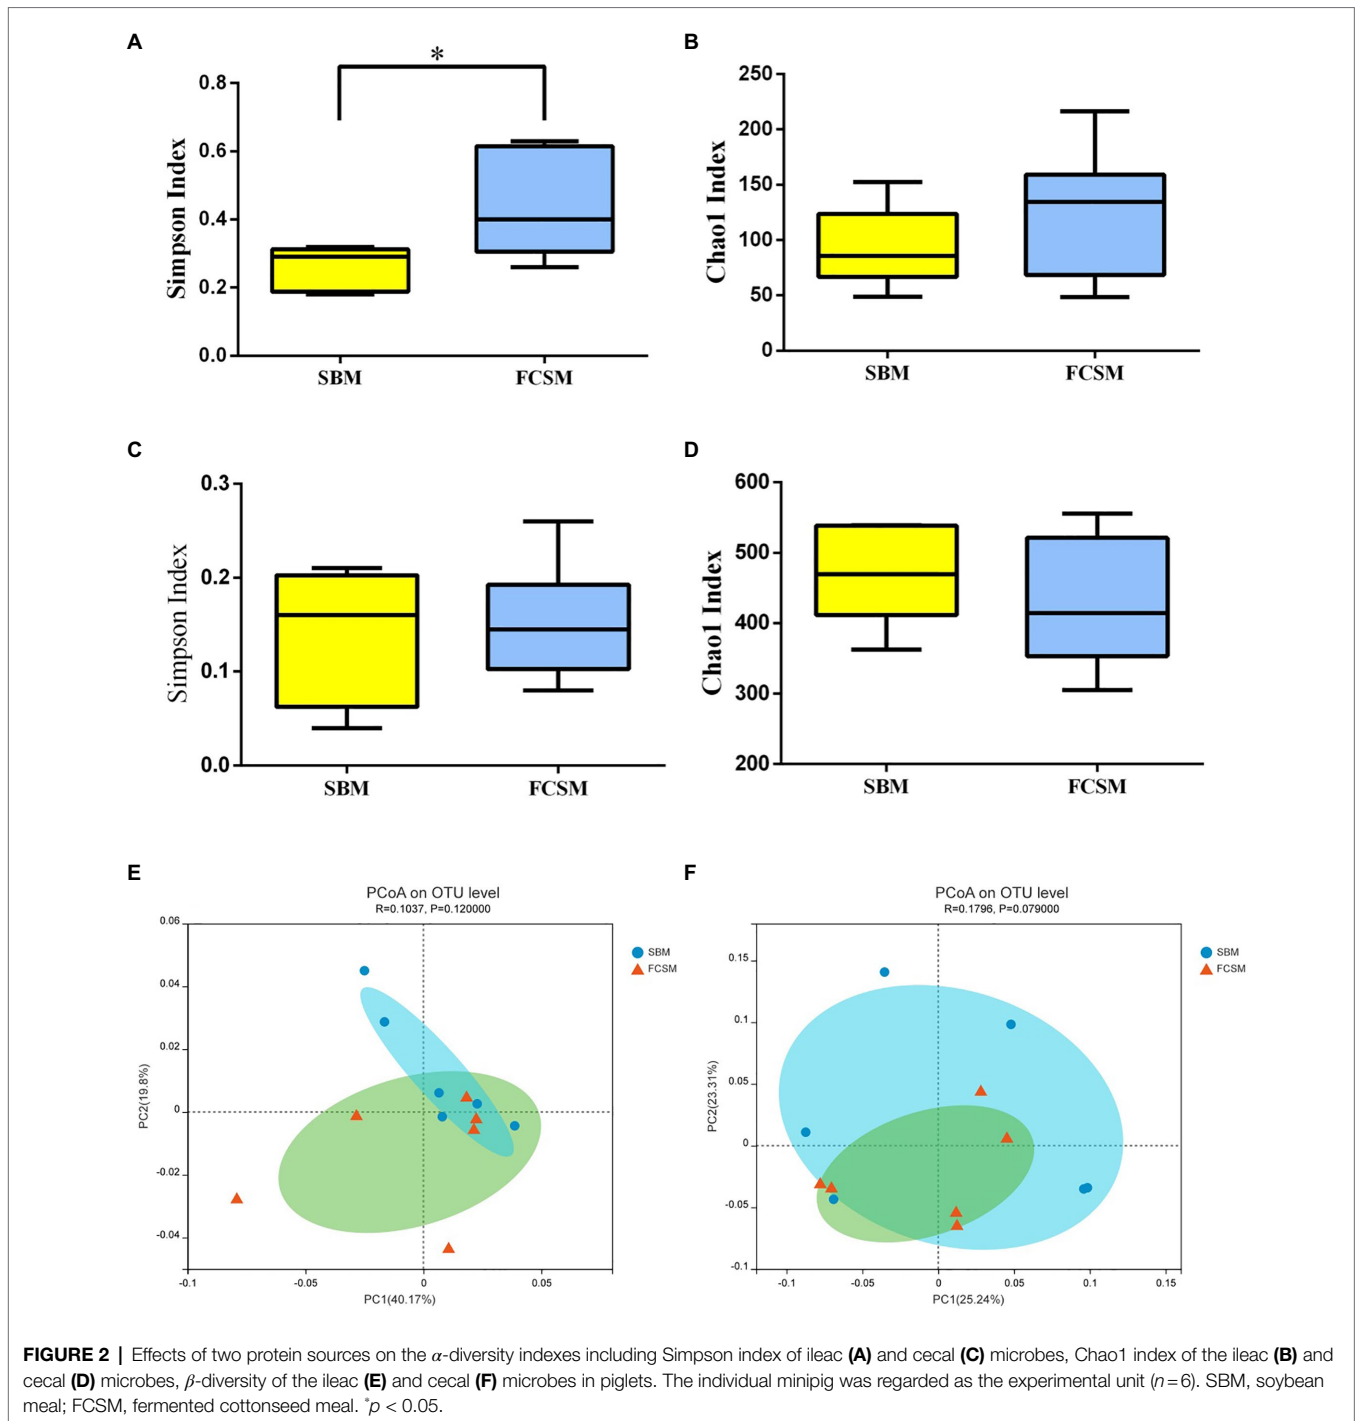 A
*
0.8
0.6
0.4
0.2
0.0
Simpson Index
SBM
FCSM
B
250
200
150
100
50
0
Chao1 Index
SBM
FCSM
C
0.3
0.2
0.1
0.0
Simpson Index
SBM
FCSM
D
600
500
400
300
200
Chao1 Index
SBM
FCSM
E
PCoA on OTU level
R=0.1037, P=0.120000
0.06
0.04
0.02
0
-0.02
-0.04
PC2(19.8%)
-0.1
-0.05
0
0.05
PC1(40.17%)
SBM
FCSM
F
PCoA on OTU level
R=0.1796, P=0.079000
0.15
0.1
0.05
0
-0.05
-0.1
PC2(23.31%)
-0.1
-0.05
0
0.05
0.1
0.15
PC1(25.24%)
SBM
FCSM
FIGURE 2 | Effects of two protein sources on the α-diversity indexes including Simpson index of ileac (A) and cecal (C) microbes, Chao1 index of the ileac (B) and
cecal (D) microbes, β-diversity of the ileac (E) and cecal (F) microbes in piglets. The individual minipig was regarded as the experimental unit (n=6). SBM, soybean
meal; FCSM, fermented cottonseed meal. *p < 0.05.